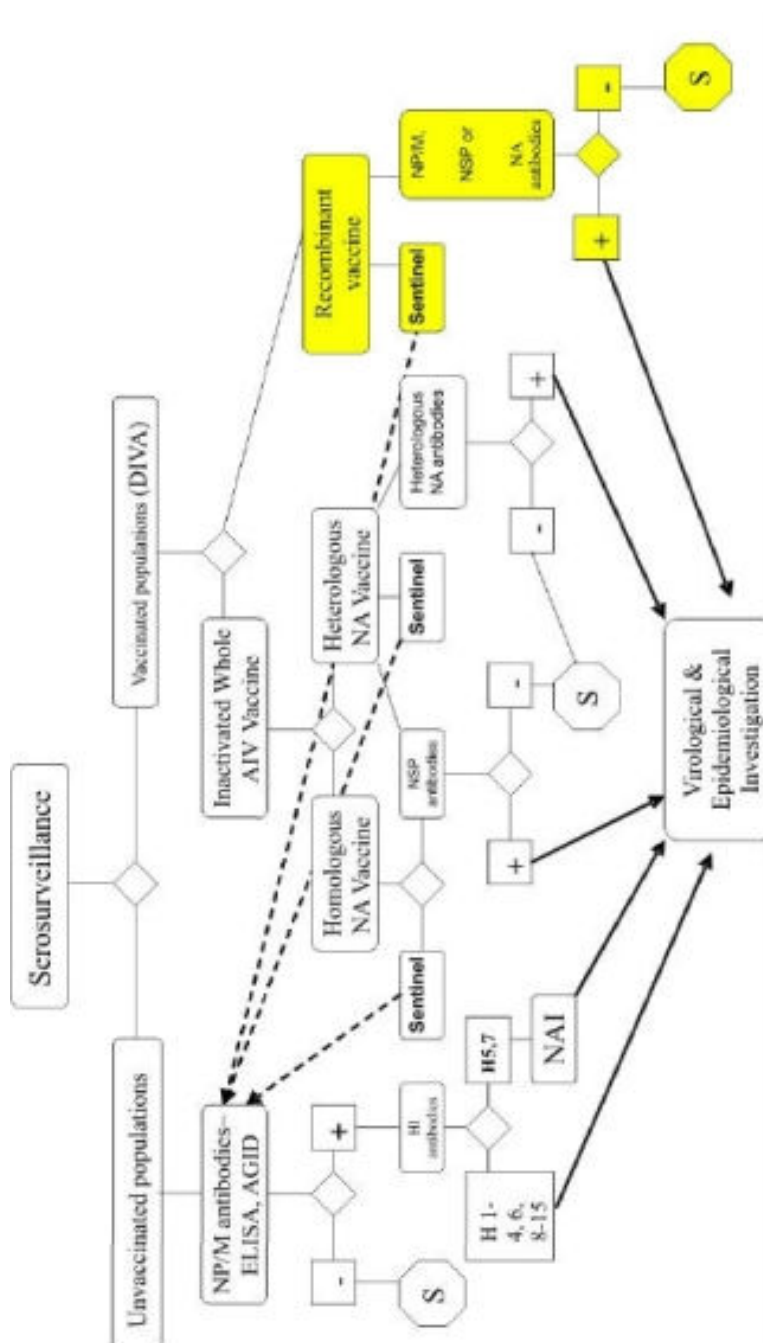 Serosurveillance
Unvaccinated populations
Vaccinated populations (DIVA)
NP/M antibodies–
ELISA, AGID
Inactivated Whole
AIV Vaccine
Recombinant
vaccine
-
+
S
HI
antibodies
H 1-
4, 6,
8-15
H5,7
NAI
Homologous
NA Vaccine
Heterologous
NA Vaccine
Sentinel
NSP
antibodies
Sentinel
Heterologous
NA antibodies
Sentinel
NP/M,
NSP or
NA
antibodies
+
-
S
-
+
+
-
S
Virological &
Epidemiological
Investigation